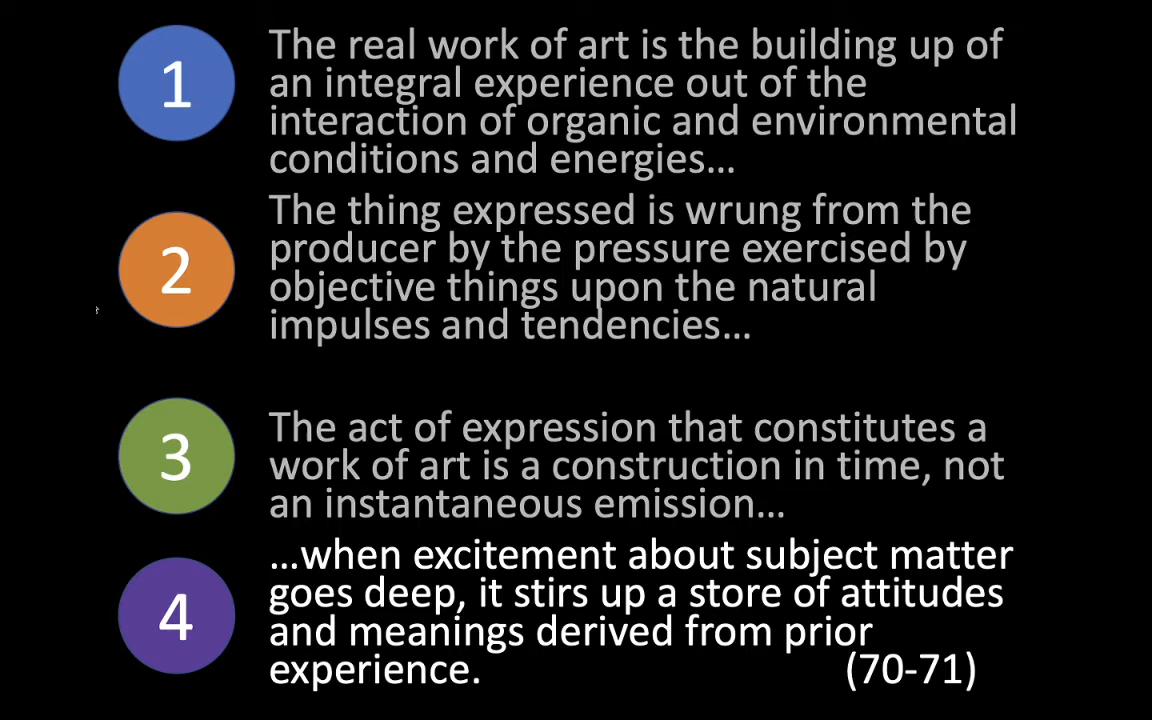 1
The real work of art is the building up of
an integral experience out of the
interaction of organic and environmental
conditions and energies…
2
The thing expressed is wrung from the
producer by the pressure exercised by
objective things upon the natural
impulses and tendencies…
3
The act of expression that constitutes a
work of art is a construction in time, not
an instantaneous emission…
4
…when excitement about subject matter
goes deep, it stirs up a store of attitudes
and meanings derived from prior
experience. (70-71)